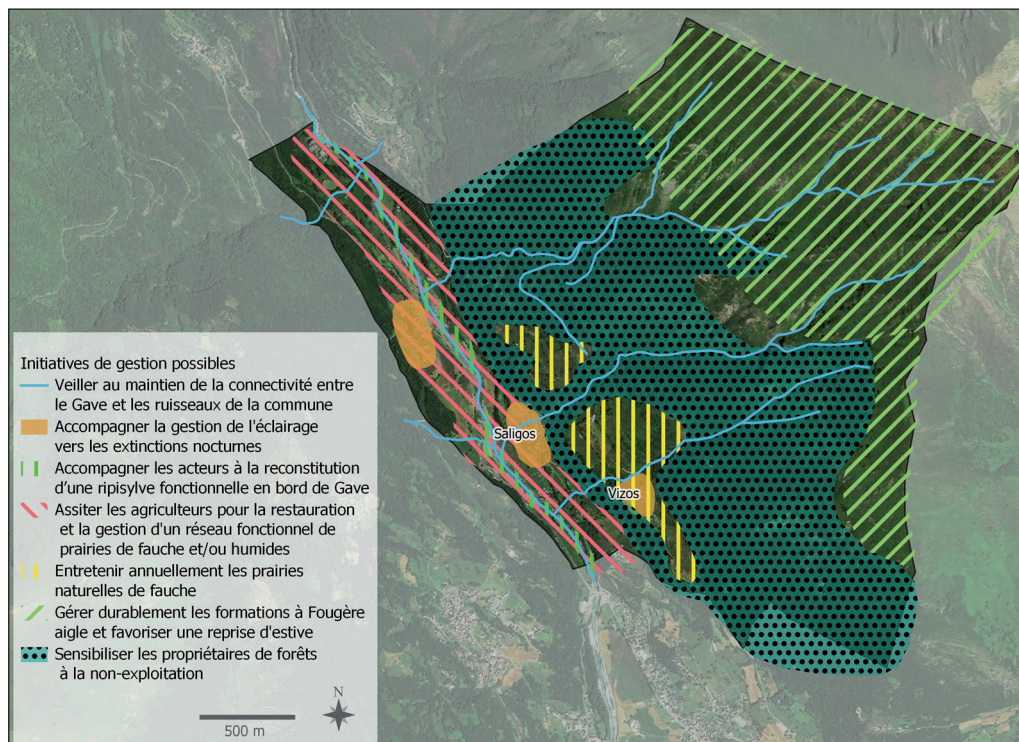 Saligos
Vizos
Initiatives de gestion possibles
Veiller au maintien de la connectivité entre
le Gave et les ruisseaux de la commune
Accompagner la gestion de l'éclairage
vers les extinctions nocturnes
Accompagner les acteurs à la reconstitution
d'une ripisylve fonctionnelle en bord de Gave
Assiter les agriculteurs pour la restauration
et la gestion d'un réseau fonctionnel de
prairies de fauche et/ou humides
Entretenir annuellement les prairies
naturelles de fauche
Gérer durablement les formations à Fougère
aigle et favoriser une reprise d'estive
Sensibiliser les propriétaires de forêts
à la non-exploitation
N
500 m